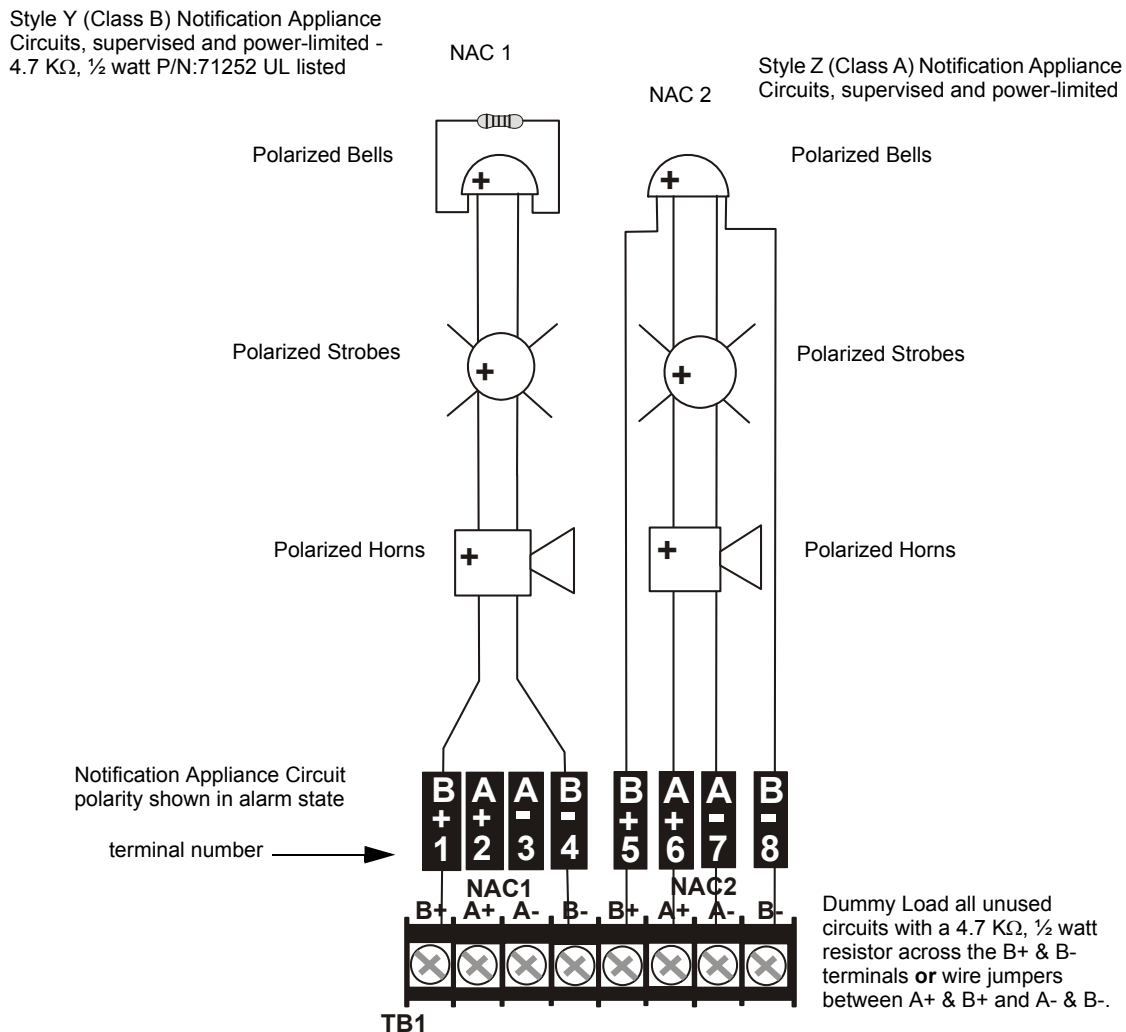 Style Y (Class B) Notification Appliance
Circuits, supervised and power-limited -
4.7 KΩ, ½ watt P/N:71252 UL listed
NAC 1
Style Z (Class A) Notification Appliance
Circuits, supervised and power-limited
NAC 2
Polarized Bells
+
+
Polarized Bells
Polarized Strobes
+
+
Polarized Strobes
Polarized Horns
+
+
Polarized Horns
Notification Appliance Circuit
polarity shown in alarm state
terminal number
B A A B B A A B
+ + - - + + - -
1 2 3 4 5 6 7 8
NAC1 NAC2
B+ A+ A- B- B+ A+ A- B-
Dummy Load all unused
circuits with a 4.7 KΩ, ½ watt
resistor across the B+ & B-
terminals or wire jumpers
between A+ & B+ and A- & B-.
TB1